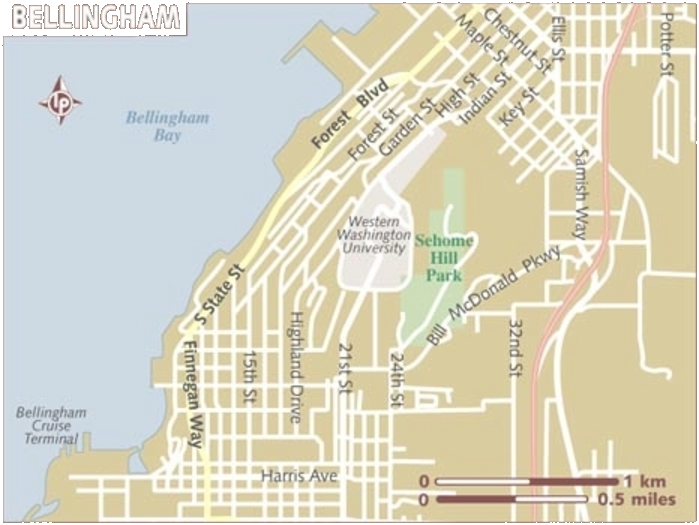 BELLINGHAM
LP
Bellingham
Bay
Forest Blvd
Forest St
Garden St
High St
Indian St
Key St
Maple St
Chestnut St
Ellis St
Potter St
Samish Way
Western
Washington
University
Sehome
Hill
Park
Bill McDonald Pkwy
S State St
Finnegan Way
15th St
Highland Drive
21st St
24th St
32nd St
Bellingham
Cruise
Terminal
Harris Ave
0 1 km
0 0.5 miles